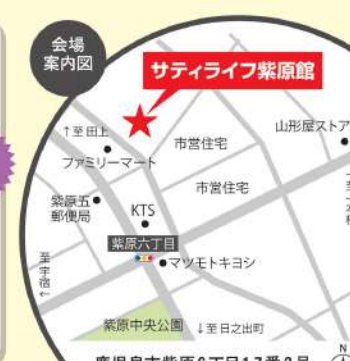 会場
案内図
サティライフ紫原館
↑至田上
市営住宅
山形屋ストア
ファミリーマート
市営住宅
紫原五
郵便局
KTS
紫原六丁目
マツモトキヨシ
至宇宿←
紫原中央公園
↓至日之出町
N